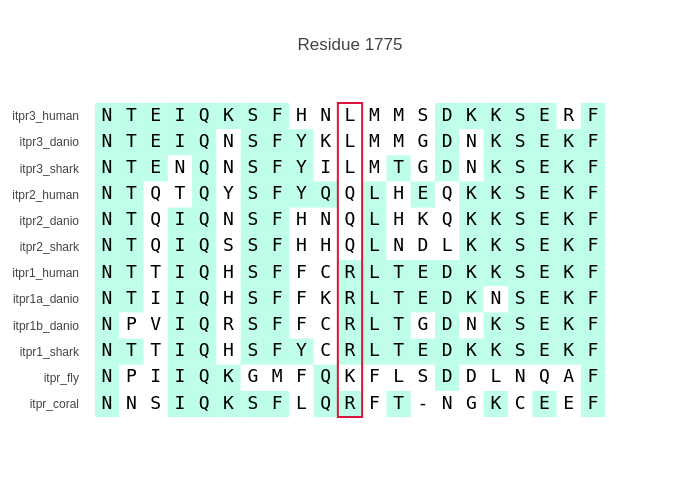 Residue 1775
itpr3_human N T E I Q K S F H N L M M S D K K S E R F
itpr3_danio N T E I Q N S F Y K L M M G D N K S E K F
itpr3_shark N T E N Q N S F Y I L M T G D N K S E K F
itpr2_human N T Q T Q Y S F Y Q Q L H E Q K K S E K F
itpr2_danio N T Q I Q N S F H N Q L H K Q K K S E K F
itpr2_shark N T Q I Q S S F H H Q L N D L K K S E K F
itpr1_human N T T I Q H S F F C R L T E D K K S E K F
itpr1a_danio N T I I Q H S F F K R L T E D K N S E K F
itpr1b_danio N P V I Q R S F F C R L T G D N K S E K F
itpr1_shark N T T I Q H S F Y C R L T E D K K S E K F
itpr_fly N P I I Q K G M F Q K F L S D D L N Q A F
itpr_coral N N S I Q K S F L Q R F T - N G K C E E F